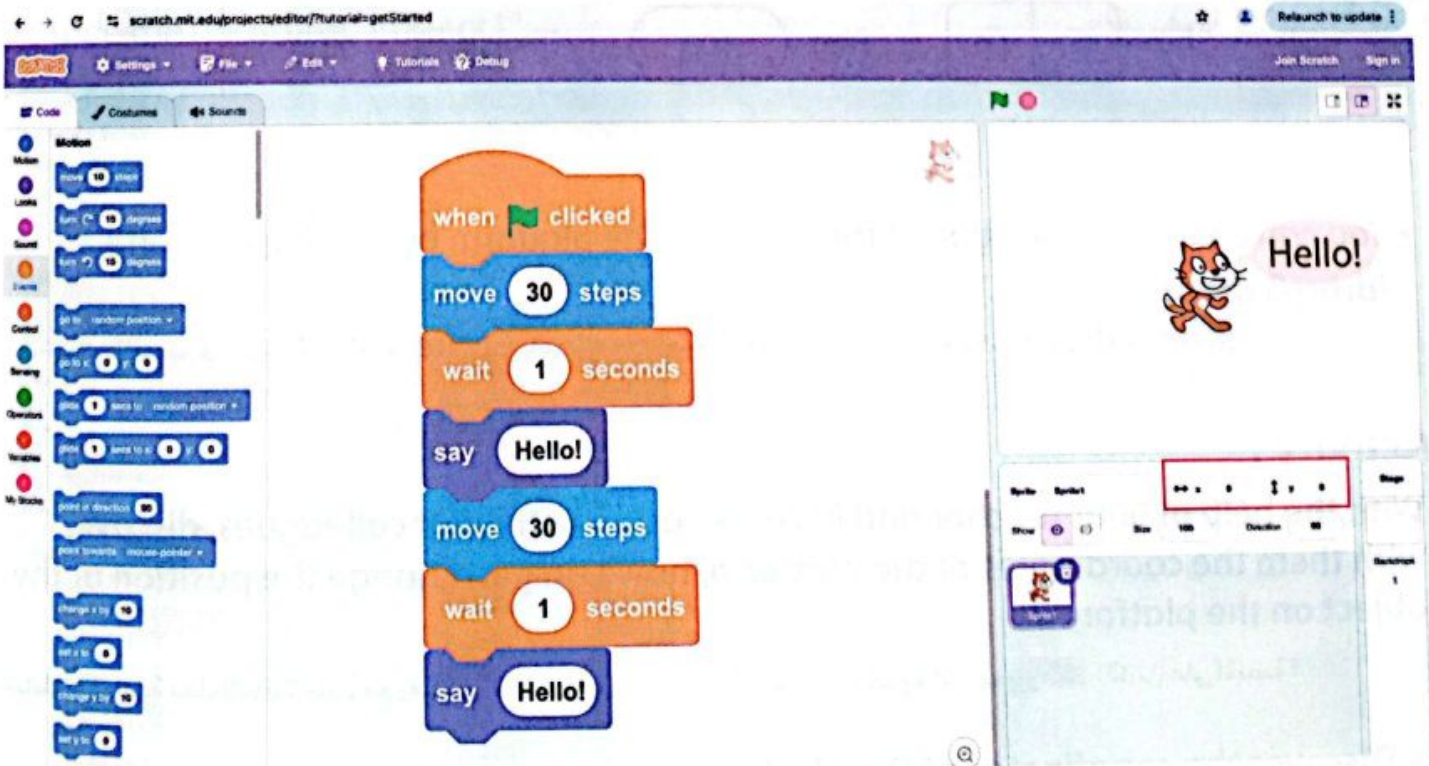 scratch.mit.edu/projects/editor/?tutorial=getStarted
Relaunch to update
SCRATCH Settings File Edit Tutorials Debug Join Scratch Sign in
Code Costumes Sounds
Motion
Looks
Sound
Events
Control
Sensing
Operators
Variables
My Blocks
Motion
move 10 steps
turn 15 degrees
turn 15 degrees
go to random position
go to x: 0 y: 0
glide 1 secs to random position
glide 1 secs to x: 0 y: 0
point in direction 90
point towards mouse-pointer
change x by 10
set x to 0
change y by 10
set y to 0
when clicked
move 30 steps
wait 1 seconds
say Hello!
move 30 steps
wait 1 seconds
say Hello!
Hello!
Sprite Sprite1 x 0 y 0
Show Size 100 Direction 90
Sprite1
Stage
Backdrops
1